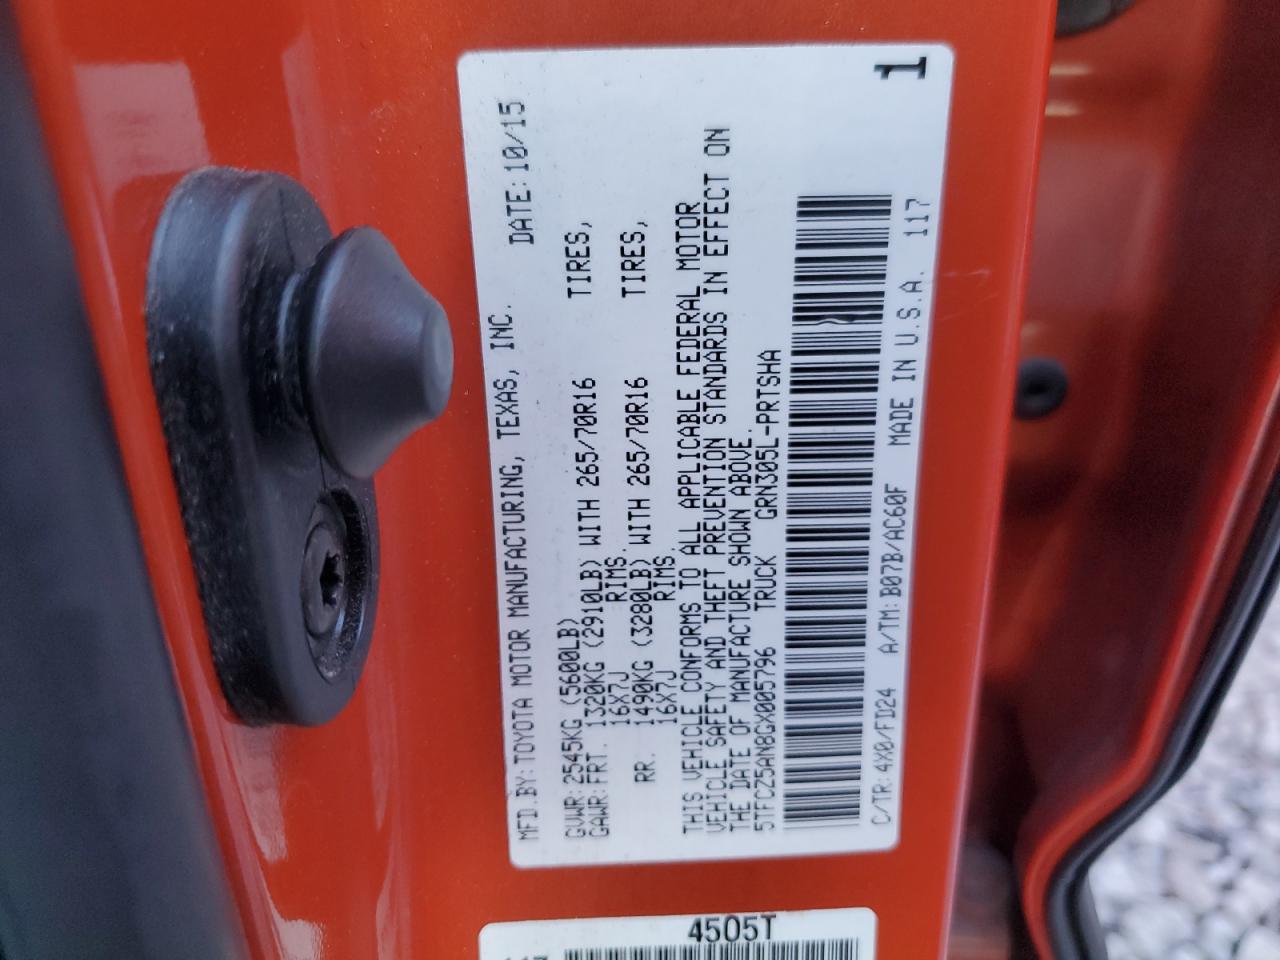 1
MFD.BY: TOYOTA MOTOR MANUFACTURING, TEXAS, INC. DATE: 10/15
GVWR: 2545KG (5600LB)
GAWR: FRT. 1320KG (2910LB) WITH 265/70R16 TIRES,
16X7J RIMS.
RR. 1490KG (3280LB) WITH 265/70R16 TIRES,
16X7J RIMS.
THIS VEHICLE CONFORMS TO ALL APPLICABLE FEDERAL MOTOR
VEHICLE SAFETY AND THEFT PREVENTION STANDARDS IN EFFECT ON
THE DATE OF MANUFACTURE SHOWN ABOVE.
5TFCZ5AN8GX005796 TRUCK GRN305L-PRTSHA
C/TR: 4X0/FD24 A/TM: B07B/AC60F MADE IN U.S.A. 117
4505T